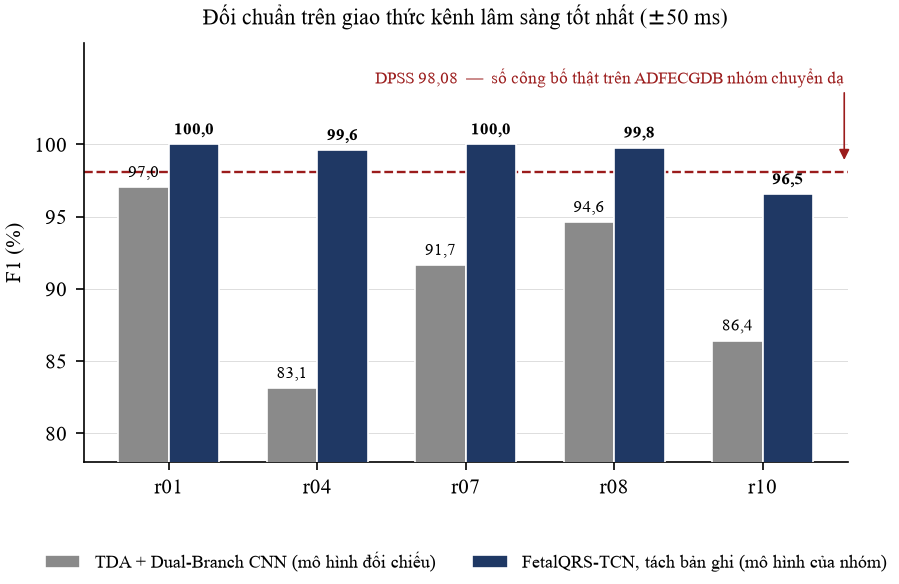 Đối chuẩn trên giao thức kênh lâm sàng tốt nhất (±50 ms)
DPSS 98,08 — số công bố thật trên ADFECGDB nhóm chuyển dạ
100,0
99,6
100,0
99,8
97,0
96,5
94,6
91,7
86,4
83,1
F1 (%)
100
95
90
85
80
r01
r04
r07
r08
r10
TDA + Dual-Branch CNN (mô hình đối chiếu)
FetalQRS-TCN, tách bản ghi (mô hình của nhóm)